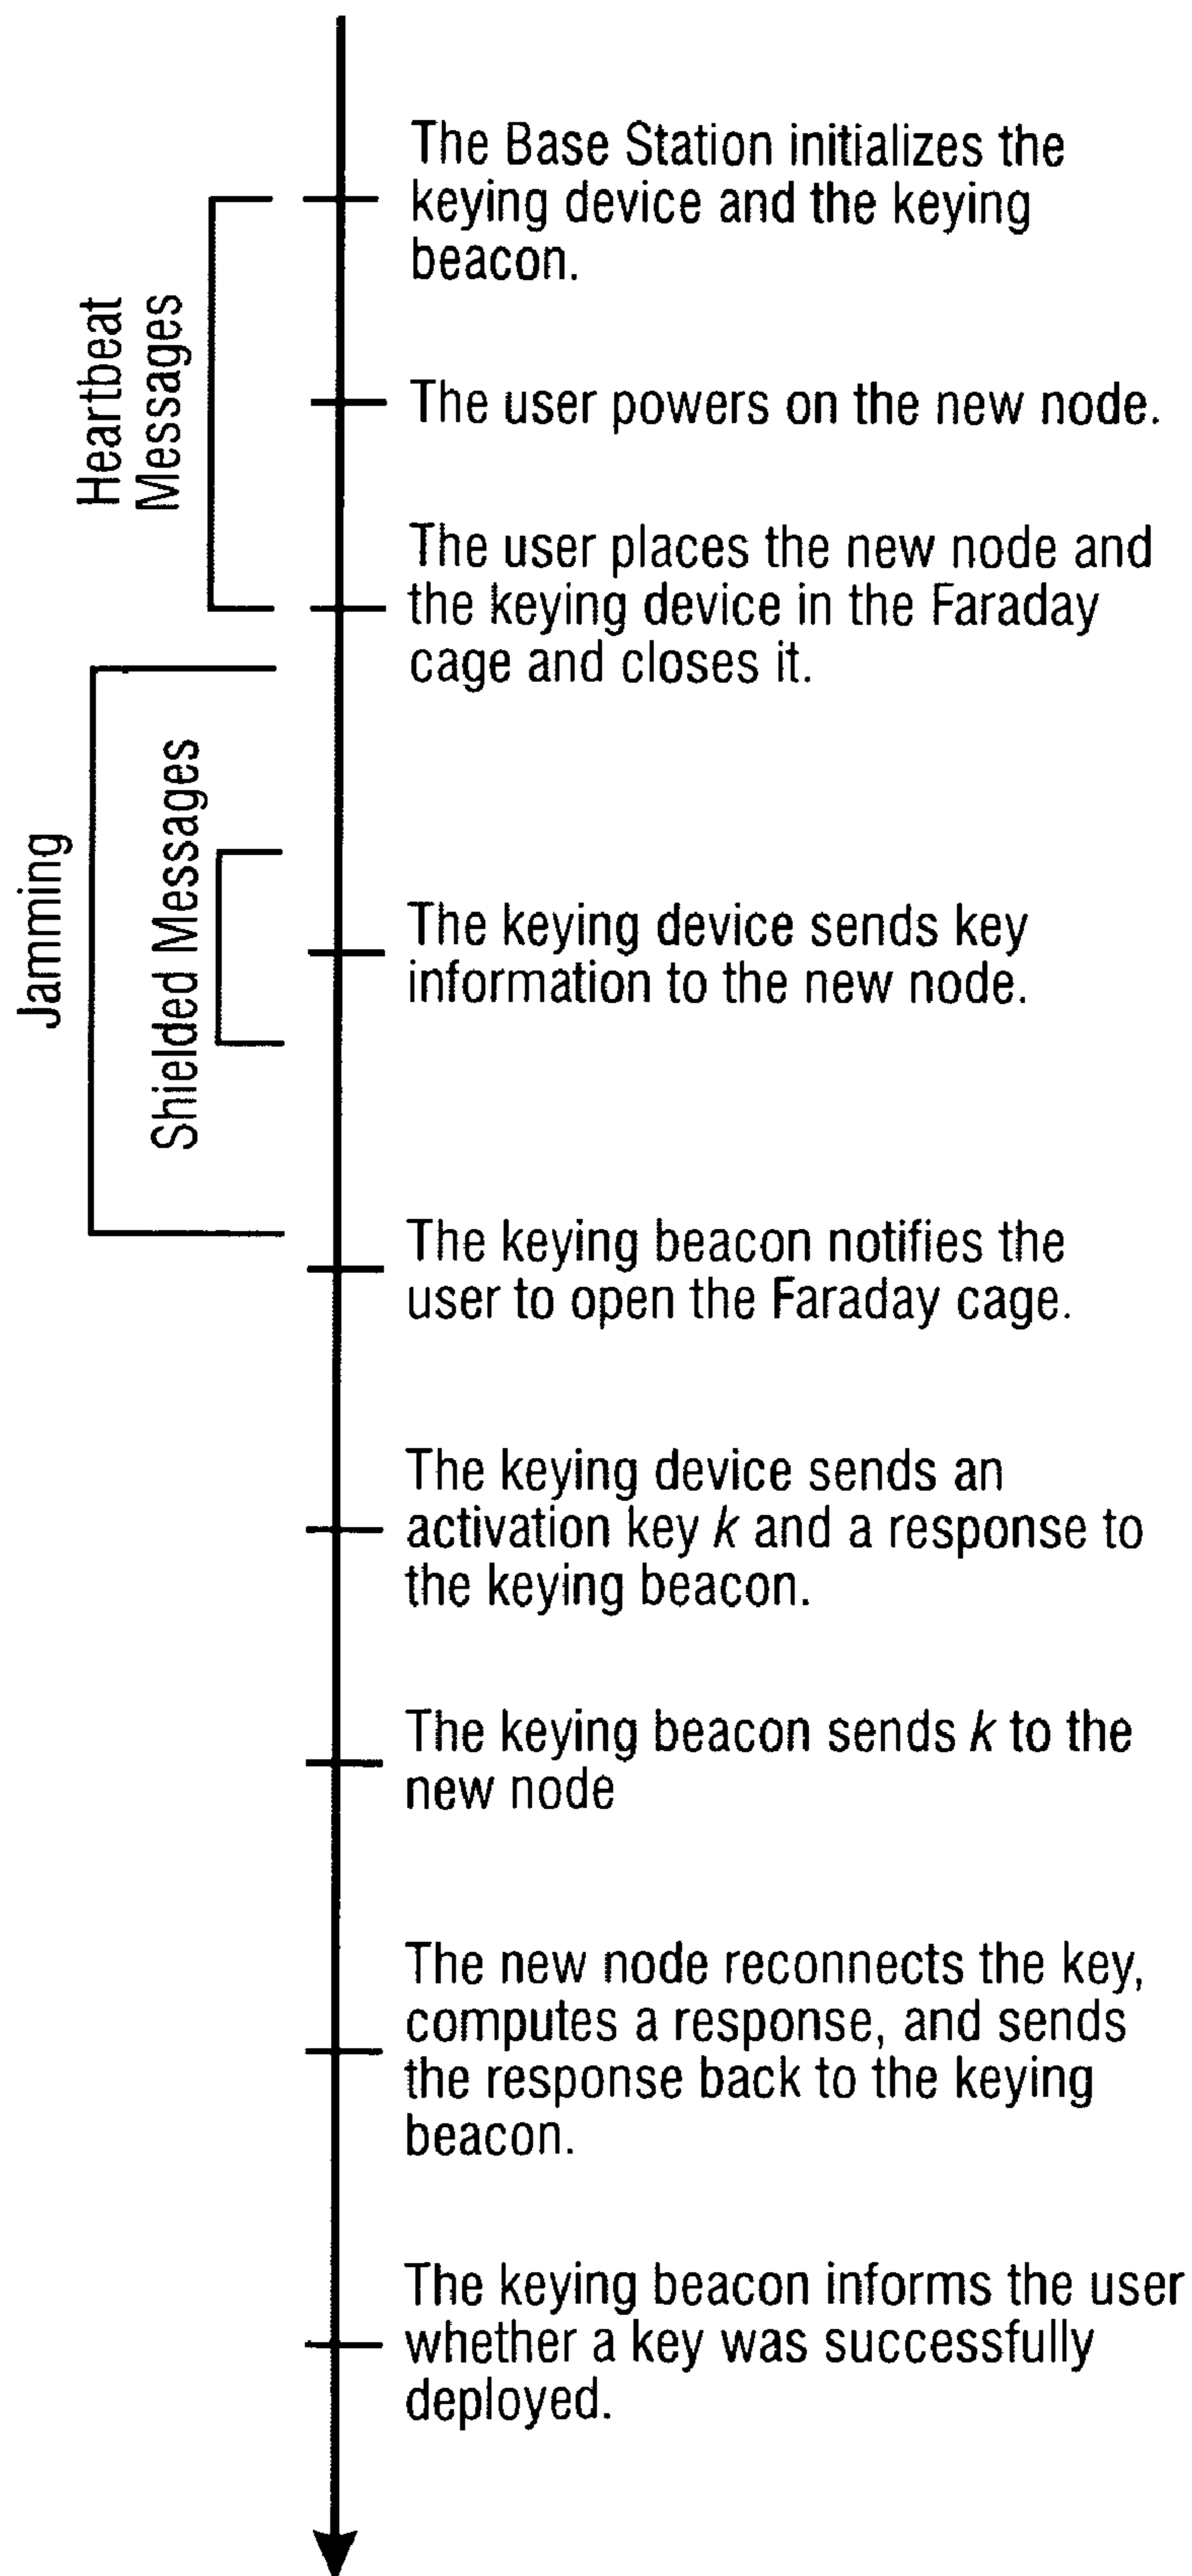 The Base Station initializes the
keying device and the keying
beacon.
Heartbeat
Messages
The user powers on the new node.
The user places the new node and
the keying device in the Faraday
cage and closes it.
Jamming
Shielded Messages
The keying device sends key
information to the new node.
The keying beacon notifies the
user to open the Faraday cage.
The keying device sends an
activation key k and a response to
the keying beacon.
The keying beacon sends k to the
new node
The new node reconnects the key,
computes a response, and sends
the response back to the keying
beacon.
The keying beacon informs the user
whether a key was successfully
deployed.